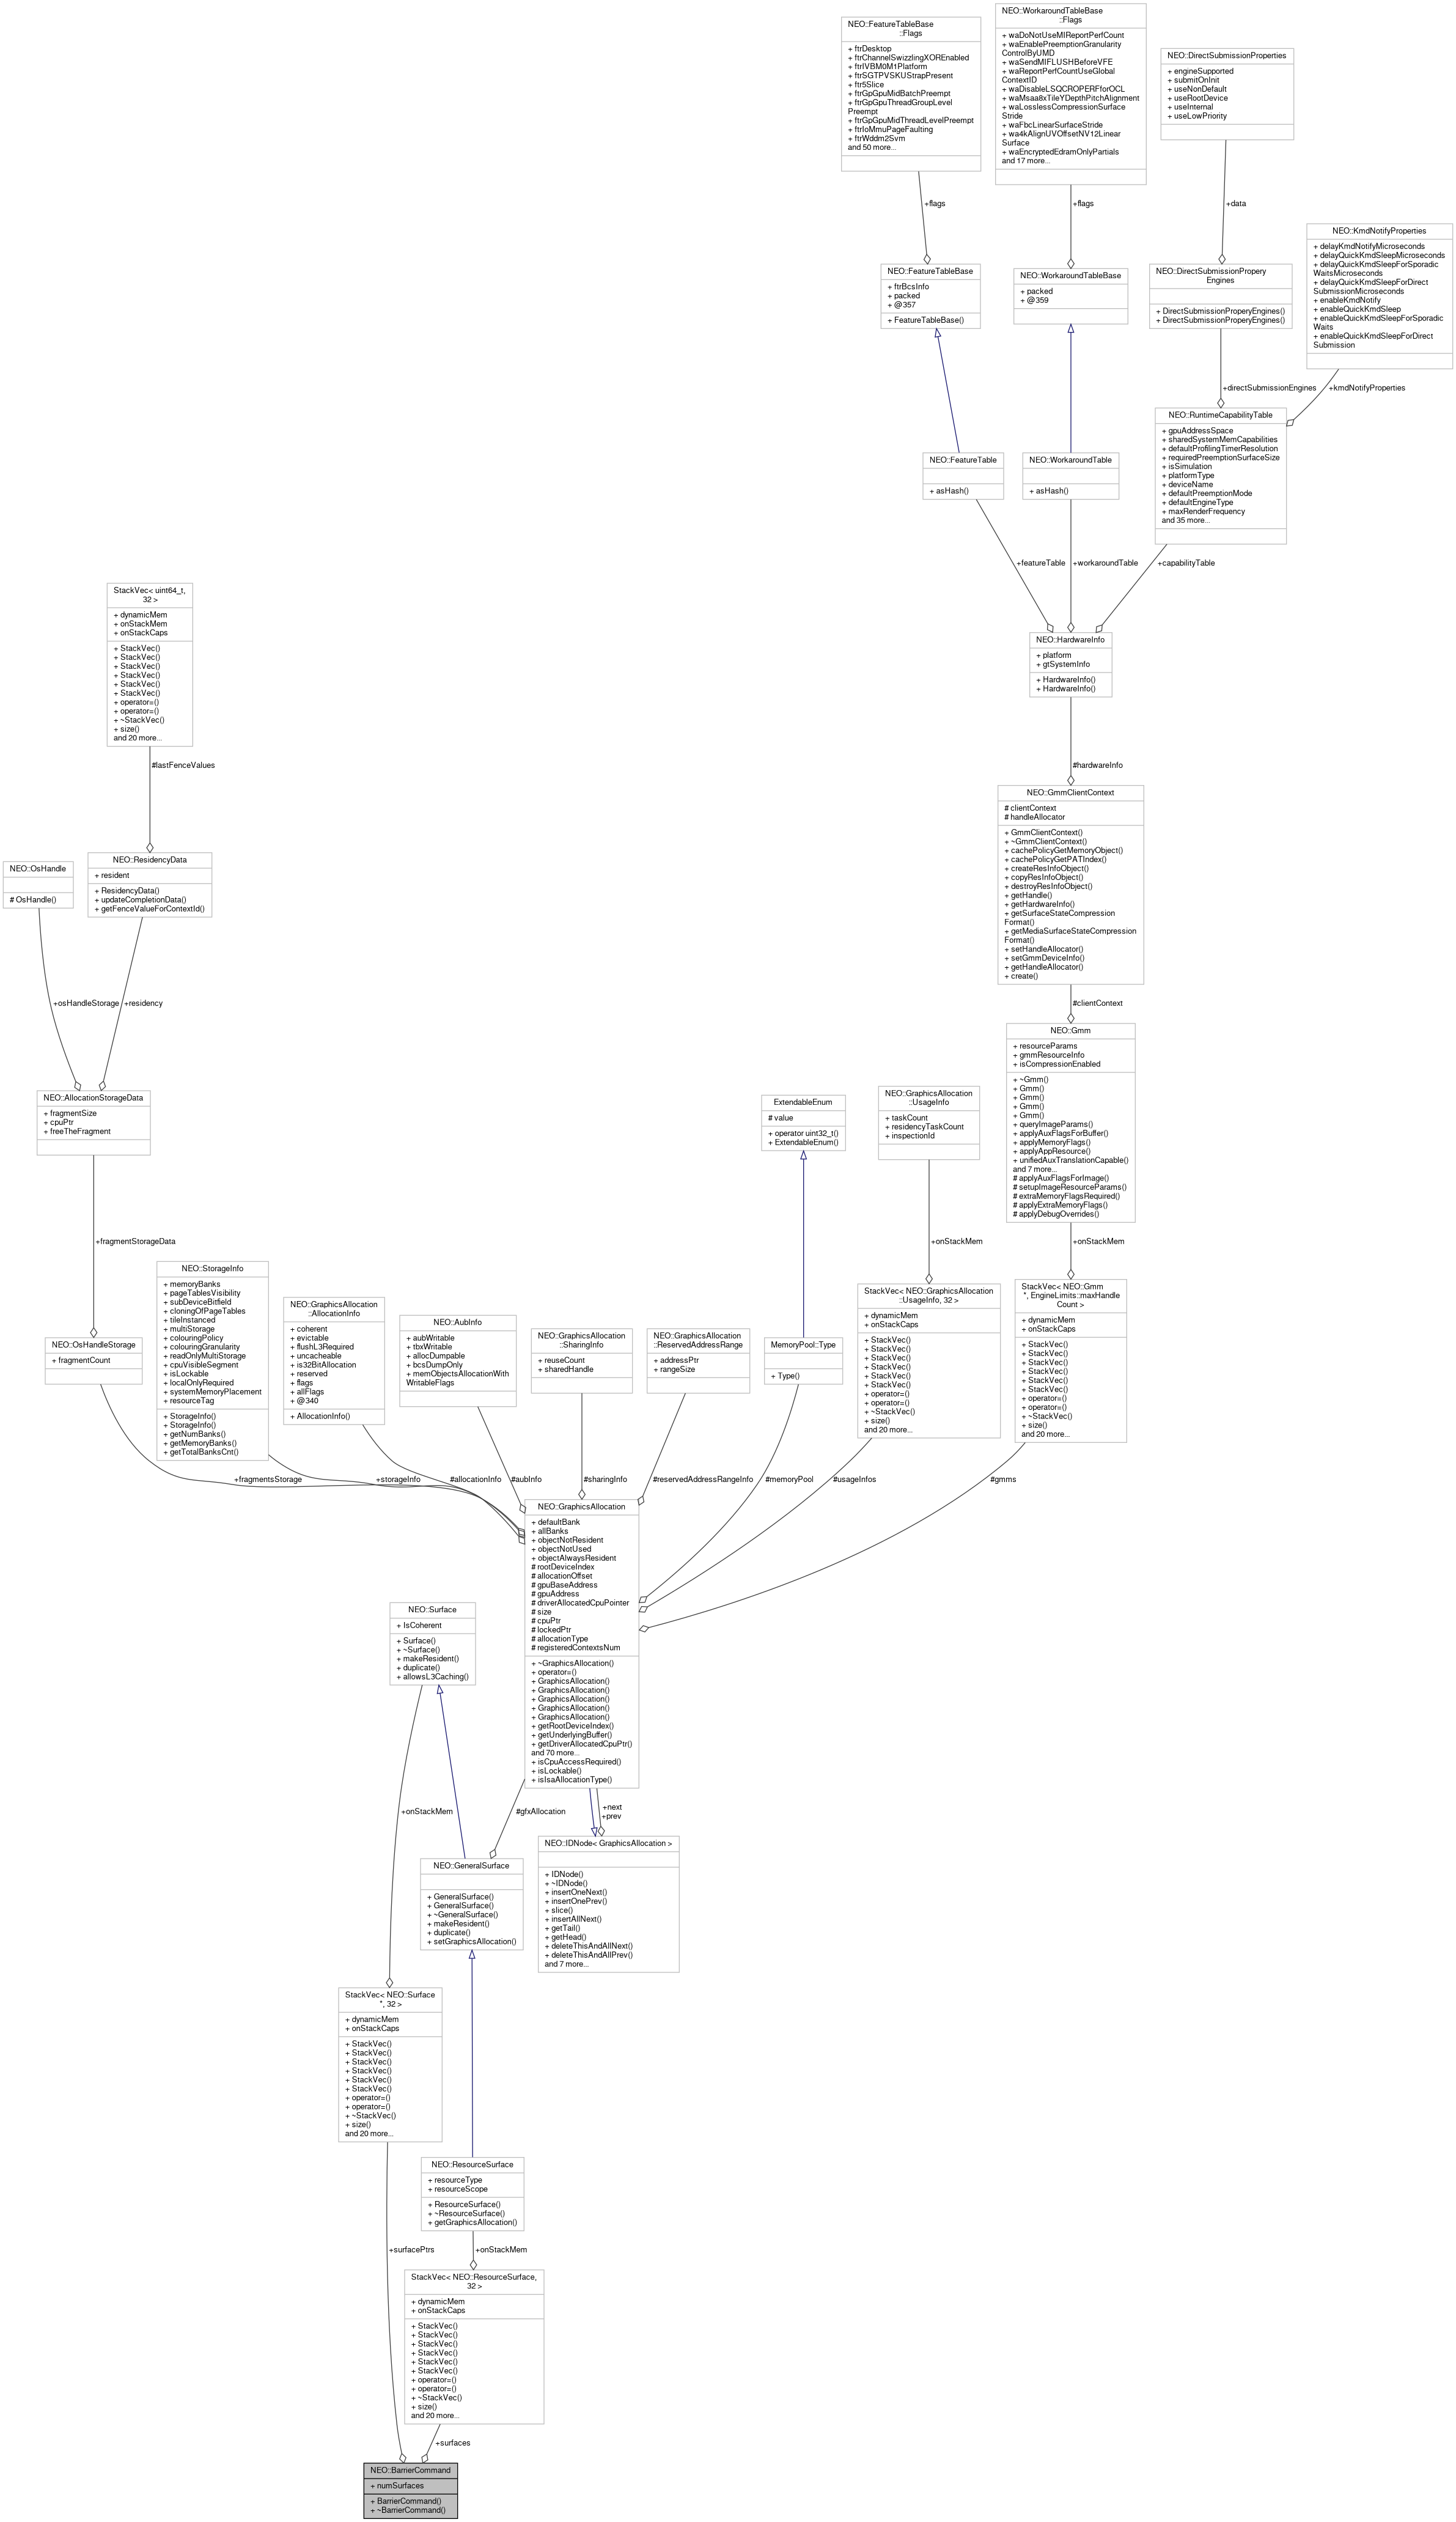 NEO::FeatureTableBase
::Flags
+ ftrDesktop
+ ftrChannelSwizzlingXOREnabled
+ ftrIVBM0M1Platform
+ ftrSGTPVSKUStrapPresent
+ ftr5Slice
+ ftrGpGpuMidBatchPreempt
+ ftrGpGpuThreadGroupLevel
Preempt
+ ftrGpGpuMidThreadLevelPreempt
+ ftrIoMmuPageFaulting
+ ftrWddm2Svm
and 50 more...
NEO::WorkaroundTableBase
::Flags
+ waDoNotUseMIReportPerfCount
+ waEnablePreemptionGranularity
ControlByUMD
+ waSendMIFLUSHBeforeVFE
+ waReportPerfCountUseGlobal
ContextID
+ waDisableLSQCROPERFforOCL
+ waMsaa8xTileYDepthPitchAlignment
+ waLosslessCompressionSurface
Stride
+ waFbcLinearSurfaceStride
+ wa4kAlignUVOffsetNV12Linear
Surface
+ waEncryptedEdramOnlyPartials
and 17 more...
NEO::DirectSubmissionProperties
+ engineSupported
+ submitOnInit
+ useNonDefault
+ useRootDevice
+ useInternal
+ useLowPriority
+flags
+flags
+data
NEO::KmdNotifyProperties
+ delayKmdNotifyMicroseconds
+ delayQuickKmdSleepMicroseconds
+ delayQuickKmdSleepForSporadic
WaitsMicroseconds
+ delayQuickKmdSleepForDirect
SubmissionMicroseconds
+ enableKmdNotify
+ enableQuickKmdSleep
+ enableQuickKmdSleepForSporadic
Waits
+ enableQuickKmdSleepForDirect
Submission
NEO::FeatureTableBase
+ ftrBcsInfo
+ packed
+ @357
+ FeatureTableBase()
NEO::WorkaroundTableBase
+ packed
+ @359
NEO::DirectSubmissionPropery
Engines
+ DirectSubmissionProperyEngines()
+ DirectSubmissionProperyEngines()
+directSubmissionEngines
+kmdNotifyProperties
NEO::RuntimeCapabilityTable
+ gpuAddressSpace
+ sharedSystemMemCapabilities
+ defaultProfilingTimerResolution
+ requiredPreemptionSurfaceSize
+ isSimulation
+ platformType
+ deviceName
+ defaultPreemptionMode
+ defaultEngineType
+ maxRenderFrequency
and 35 more...
NEO::FeatureTable
+ asHash()
NEO::WorkaroundTable
+ asHash()
+featureTable
+workaroundTable
+capabilityTable
StackVec< uint64_t,
32 >
+ dynamicMem
+ onStackMem
+ onStackCaps
+ StackVec()
+ StackVec()
+ StackVec()
+ StackVec()
+ StackVec()
+ StackVec()
+ operator=()
+ operator=()
+ ~StackVec()
+ size()
and 20 more...
NEO::HardwareInfo
+ platform
+ gtSystemInfo
+ HardwareInfo()
+ HardwareInfo()
#lastFenceValues
#hardwareInfo
NEO::GmmClientContext
# clientContext
# handleAllocator
+ GmmClientContext()
+ ~GmmClientContext()
+ cachePolicyGetMemoryObject()
+ cachePolicyGetPATIndex()
+ createResInfoObject()
+ copyResInfoObject()
+ destroyResInfoObject()
+ getHandle()
+ getHardwareInfo()
+ getSurfaceStateCompression
Format()
+ getMediaSurfaceStateCompression
Format()
+ setHandleAllocator()
+ setGmmDeviceInfo()
+ getHandleAllocator()
+ create()
NEO::OsHandle
# OsHandle()
NEO::ResidencyData
+ resident
+ ResidencyData()
+ updateCompletionData()
+ getFenceValueForContextId()
+osHandleStorage
+residency
#clientContext
NEO::Gmm
+ resourceParams
+ gmmResourceInfo
+ isCompressionEnabled
+ ~Gmm()
+ Gmm()
+ Gmm()
+ Gmm()
+ Gmm()
+ queryImageParams()
+ applyAuxFlagsForBuffer()
+ applyMemoryFlags()
+ applyAppResource()
+ unifiedAuxTranslationCapable()
and 7 more...
# applyAuxFlagsForImage()
# setupImageResourceParams()
# extraMemoryFlagsRequired()
# applyExtraMemoryFlags()
# applyDebugOverrides()
NEO::AllocationStorageData
+ fragmentSize
+ cpuPtr
+ freeTheFragment
ExtendableEnum
# value
+ operator uint32_t()
+ ExtendableEnum()
NEO::GraphicsAllocation
::UsageInfo
+ taskCount
+ residencyTaskCount
+ inspectionId
+fragmentStorageData
+onStackMem
+onStackMem
NEO::OsHandleStorage
+ fragmentCount
NEO::StorageInfo
+ memoryBanks
+ pageTablesVisibility
+ subDeviceBitfield
+ cloningOfPageTables
+ tileInstanced
+ multiStorage
+ colouringPolicy
+ colouringGranularity
+ readOnlyMultiStorage
+ cpuVisibleSegment
+ isLockable
+ localOnlyRequired
+ systemMemoryPlacement
+ resourceTag
+ StorageInfo()
+ StorageInfo()
+ getNumBanks()
+ getMemoryBanks()
+ getTotalBanksCnt()
NEO::GraphicsAllocation
::AllocationInfo
+ coherent
+ evictable
+ flushL3Required
+ uncacheable
+ is32BitAllocation
+ reserved
+ flags
+ allFlags
+ @340
+ AllocationInfo()
NEO::AubInfo
+ aubWritable
+ tbxWritable
+ allocDumpable
+ bcsDumpOnly
+ memObjectsAllocationWith
WritableFlags
NEO::GraphicsAllocation
::SharingInfo
+ reuseCount
+ sharedHandle
NEO::GraphicsAllocation
::ReservedAddressRange
+ addressPtr
+ rangeSize
MemoryPool::Type
+ Type()
StackVec< NEO::GraphicsAllocation
::UsageInfo, 32 >
+ dynamicMem
+ onStackCaps
+ StackVec()
+ StackVec()
+ StackVec()
+ StackVec()
+ StackVec()
+ StackVec()
+ operator=()
+ operator=()
+ ~StackVec()
+ size()
and 20 more...
StackVec< NEO::Gmm
*, EngineLimits::maxHandle
Count >
+ dynamicMem
+ onStackCaps
+ StackVec()
+ StackVec()
+ StackVec()
+ StackVec()
+ StackVec()
+ StackVec()
+ operator=()
+ operator=()
+ ~StackVec()
+ size()
and 20 more...
+fragmentsStorage
+storageInfo
#allocationInfo
#aubInfo
#sharingInfo
#reservedAddressRangeInfo
#memoryPool
#usageInfos
#gmms
NEO::GraphicsAllocation
+ defaultBank
+ allBanks
+ objectNotResident
+ objectNotUsed
+ objectAlwaysResident
# rootDeviceIndex
# allocationOffset
# gpuBaseAddress
# gpuAddress
# driverAllocatedCpuPointer
# size
# cpuPtr
# lockedPtr
# allocationType
# registeredContextsNum
+ ~GraphicsAllocation()
+ operator=()
+ GraphicsAllocation()
+ GraphicsAllocation()
+ GraphicsAllocation()
+ GraphicsAllocation()
+ GraphicsAllocation()
+ getRootDeviceIndex()
+ getUnderlyingBuffer()
+ getDriverAllocatedCpuPtr()
and 70 more...
+ isCpuAccessRequired()
+ isLockable()
+ isIsaAllocationType()
NEO::Surface
+ IsCoherent
+ Surface()
+ ~Surface()
+ makeResident()
+ duplicate()
+ allowsL3Caching()
+onStackMem
#gfxAllocation
+next
+prev
NEO::GeneralSurface
+ GeneralSurface()
+ GeneralSurface()
+ ~GeneralSurface()
+ makeResident()
+ duplicate()
+ setGraphicsAllocation()
NEO::IDNode< GraphicsAllocation >
+ IDNode()
+ ~IDNode()
+ insertOneNext()
+ insertOnePrev()
+ slice()
+ insertAllNext()
+ getTail()
+ getHead()
+ deleteThisAndAllNext()
+ deleteThisAndAllPrev()
and 7 more...
StackVec< NEO::Surface
*, 32 >
+ dynamicMem
+ onStackCaps
+ StackVec()
+ StackVec()
+ StackVec()
+ StackVec()
+ StackVec()
+ StackVec()
+ operator=()
+ operator=()
+ ~StackVec()
+ size()
and 20 more...
NEO::ResourceSurface
+ resourceType
+ resourceScope
+ ResourceSurface()
+ ~ResourceSurface()
+ getGraphicsAllocation()
+surfacePtrs
+onStackMem
StackVec< NEO::ResourceSurface,
32 >
+ dynamicMem
+ onStackCaps
+ StackVec()
+ StackVec()
+ StackVec()
+ StackVec()
+ StackVec()
+ StackVec()
+ operator=()
+ operator=()
+ ~StackVec()
+ size()
and 20 more...
+surfaces
NEO::BarrierCommand
+ numSurfaces
+ BarrierCommand()
+ ~BarrierCommand()